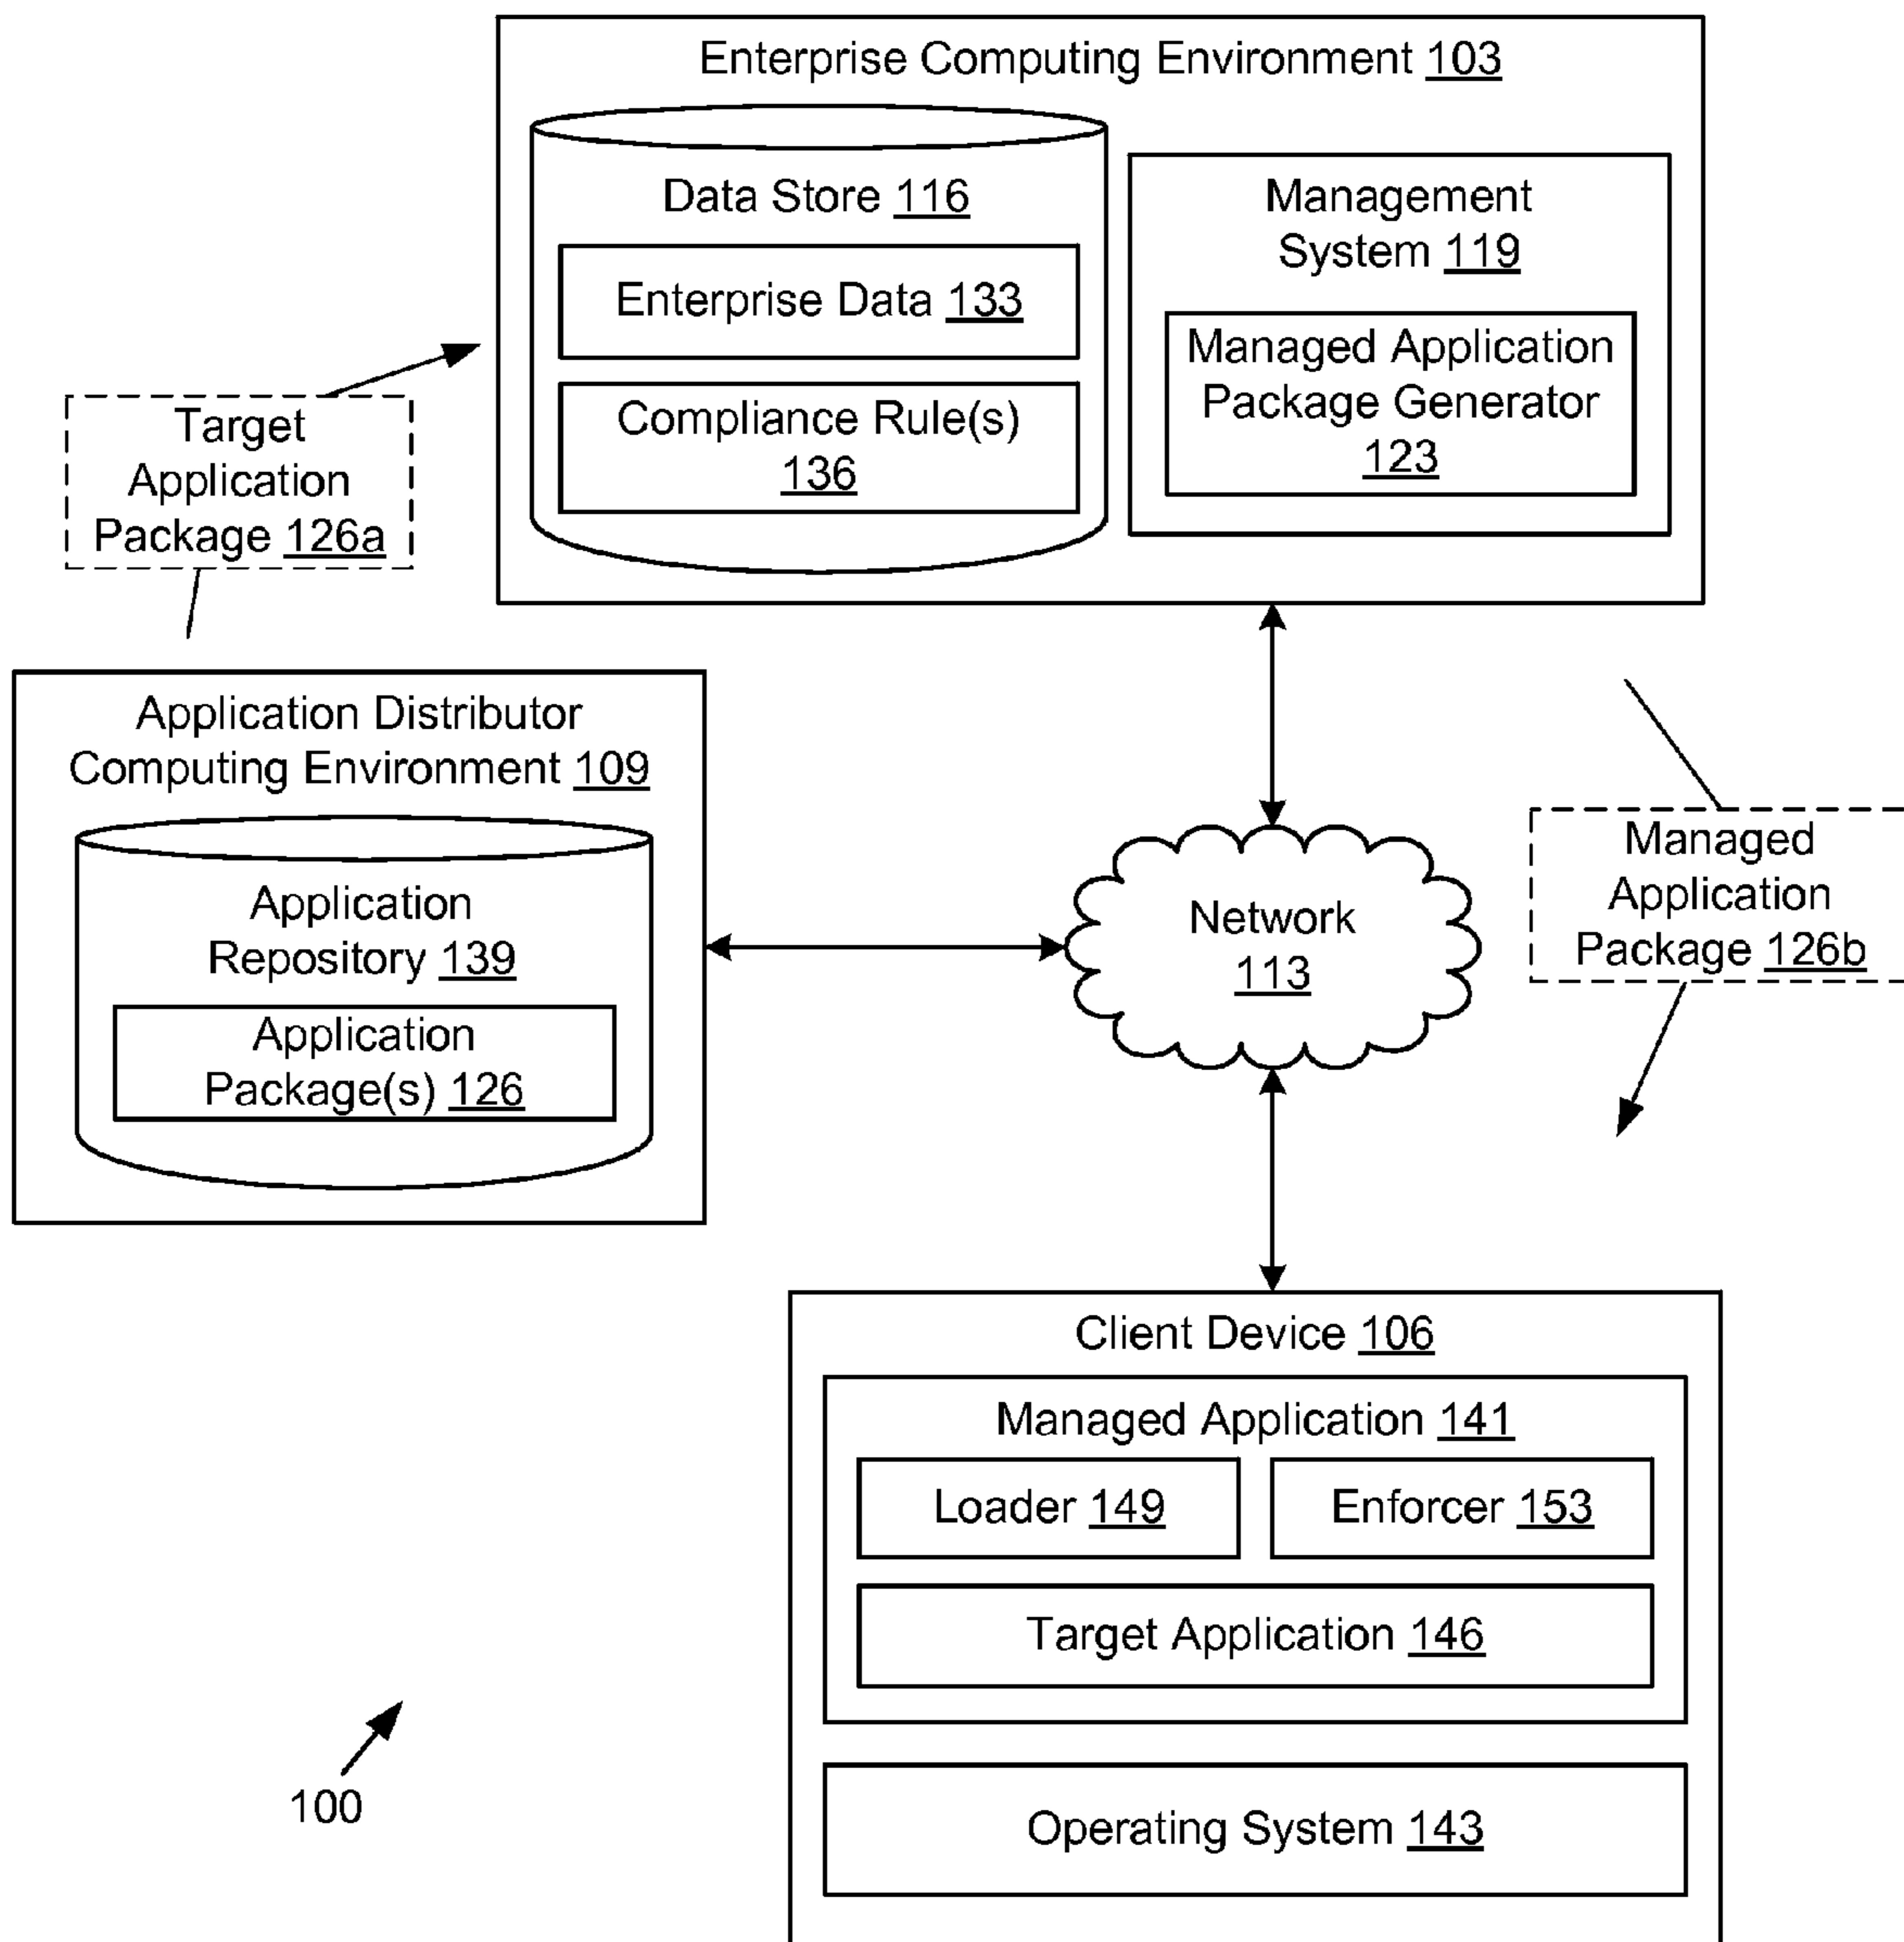 Enterprise Computing Environment 103
Data Store 116
Enterprise Data 133
Compliance Rule(s)
136
Management
System 119
Managed Application
Package Generator
123
Target
Application
Package 126a
Application Distributor
Computing Environment 109
Application
Repository 139
Application
Package(s) 126
Network
113
Managed
Application
Package 126b
Client Device 106
Managed Application 141
Loader 149
Enforcer 153
Target Application 146
Operating System 143
100